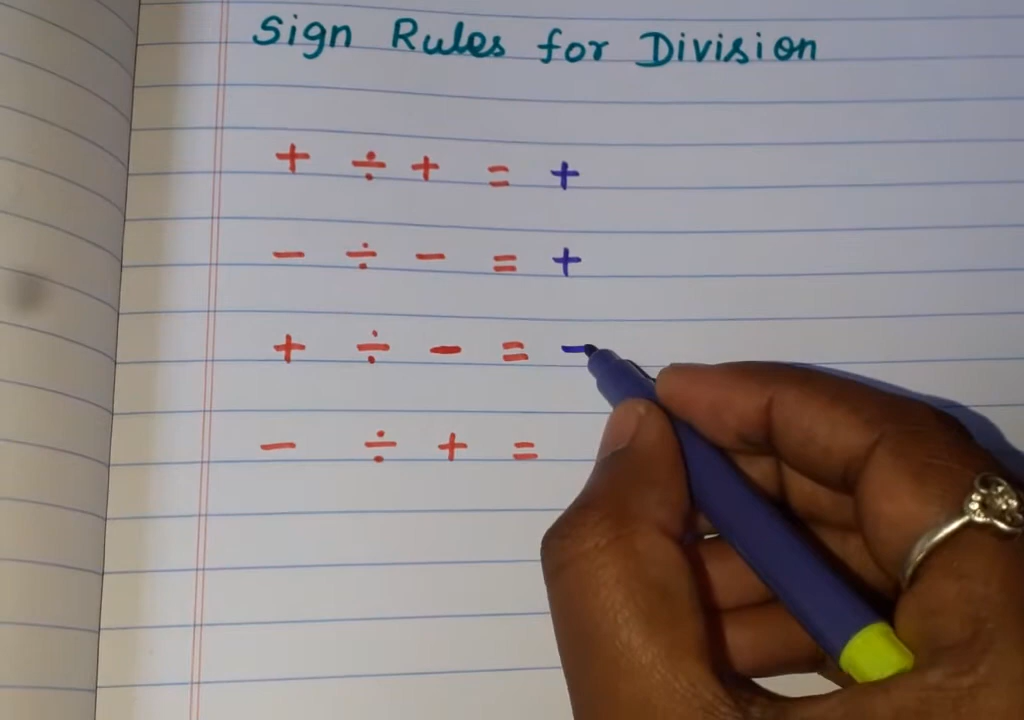 Sign Rules for Division
+ ÷ + = +
- ÷ - = +
+ ÷ - = -
- ÷ + =